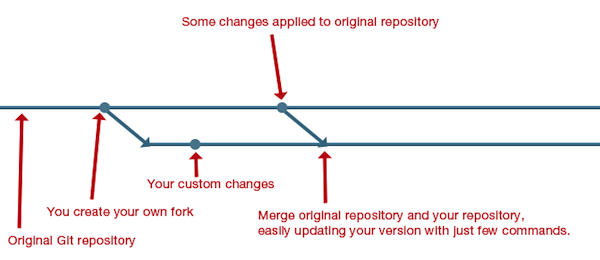 Some changes applied to original repository
Your custom changes
You create your own fork
Merge original repository and your repository,
easily updating your version with just few commands.
Original Git repository